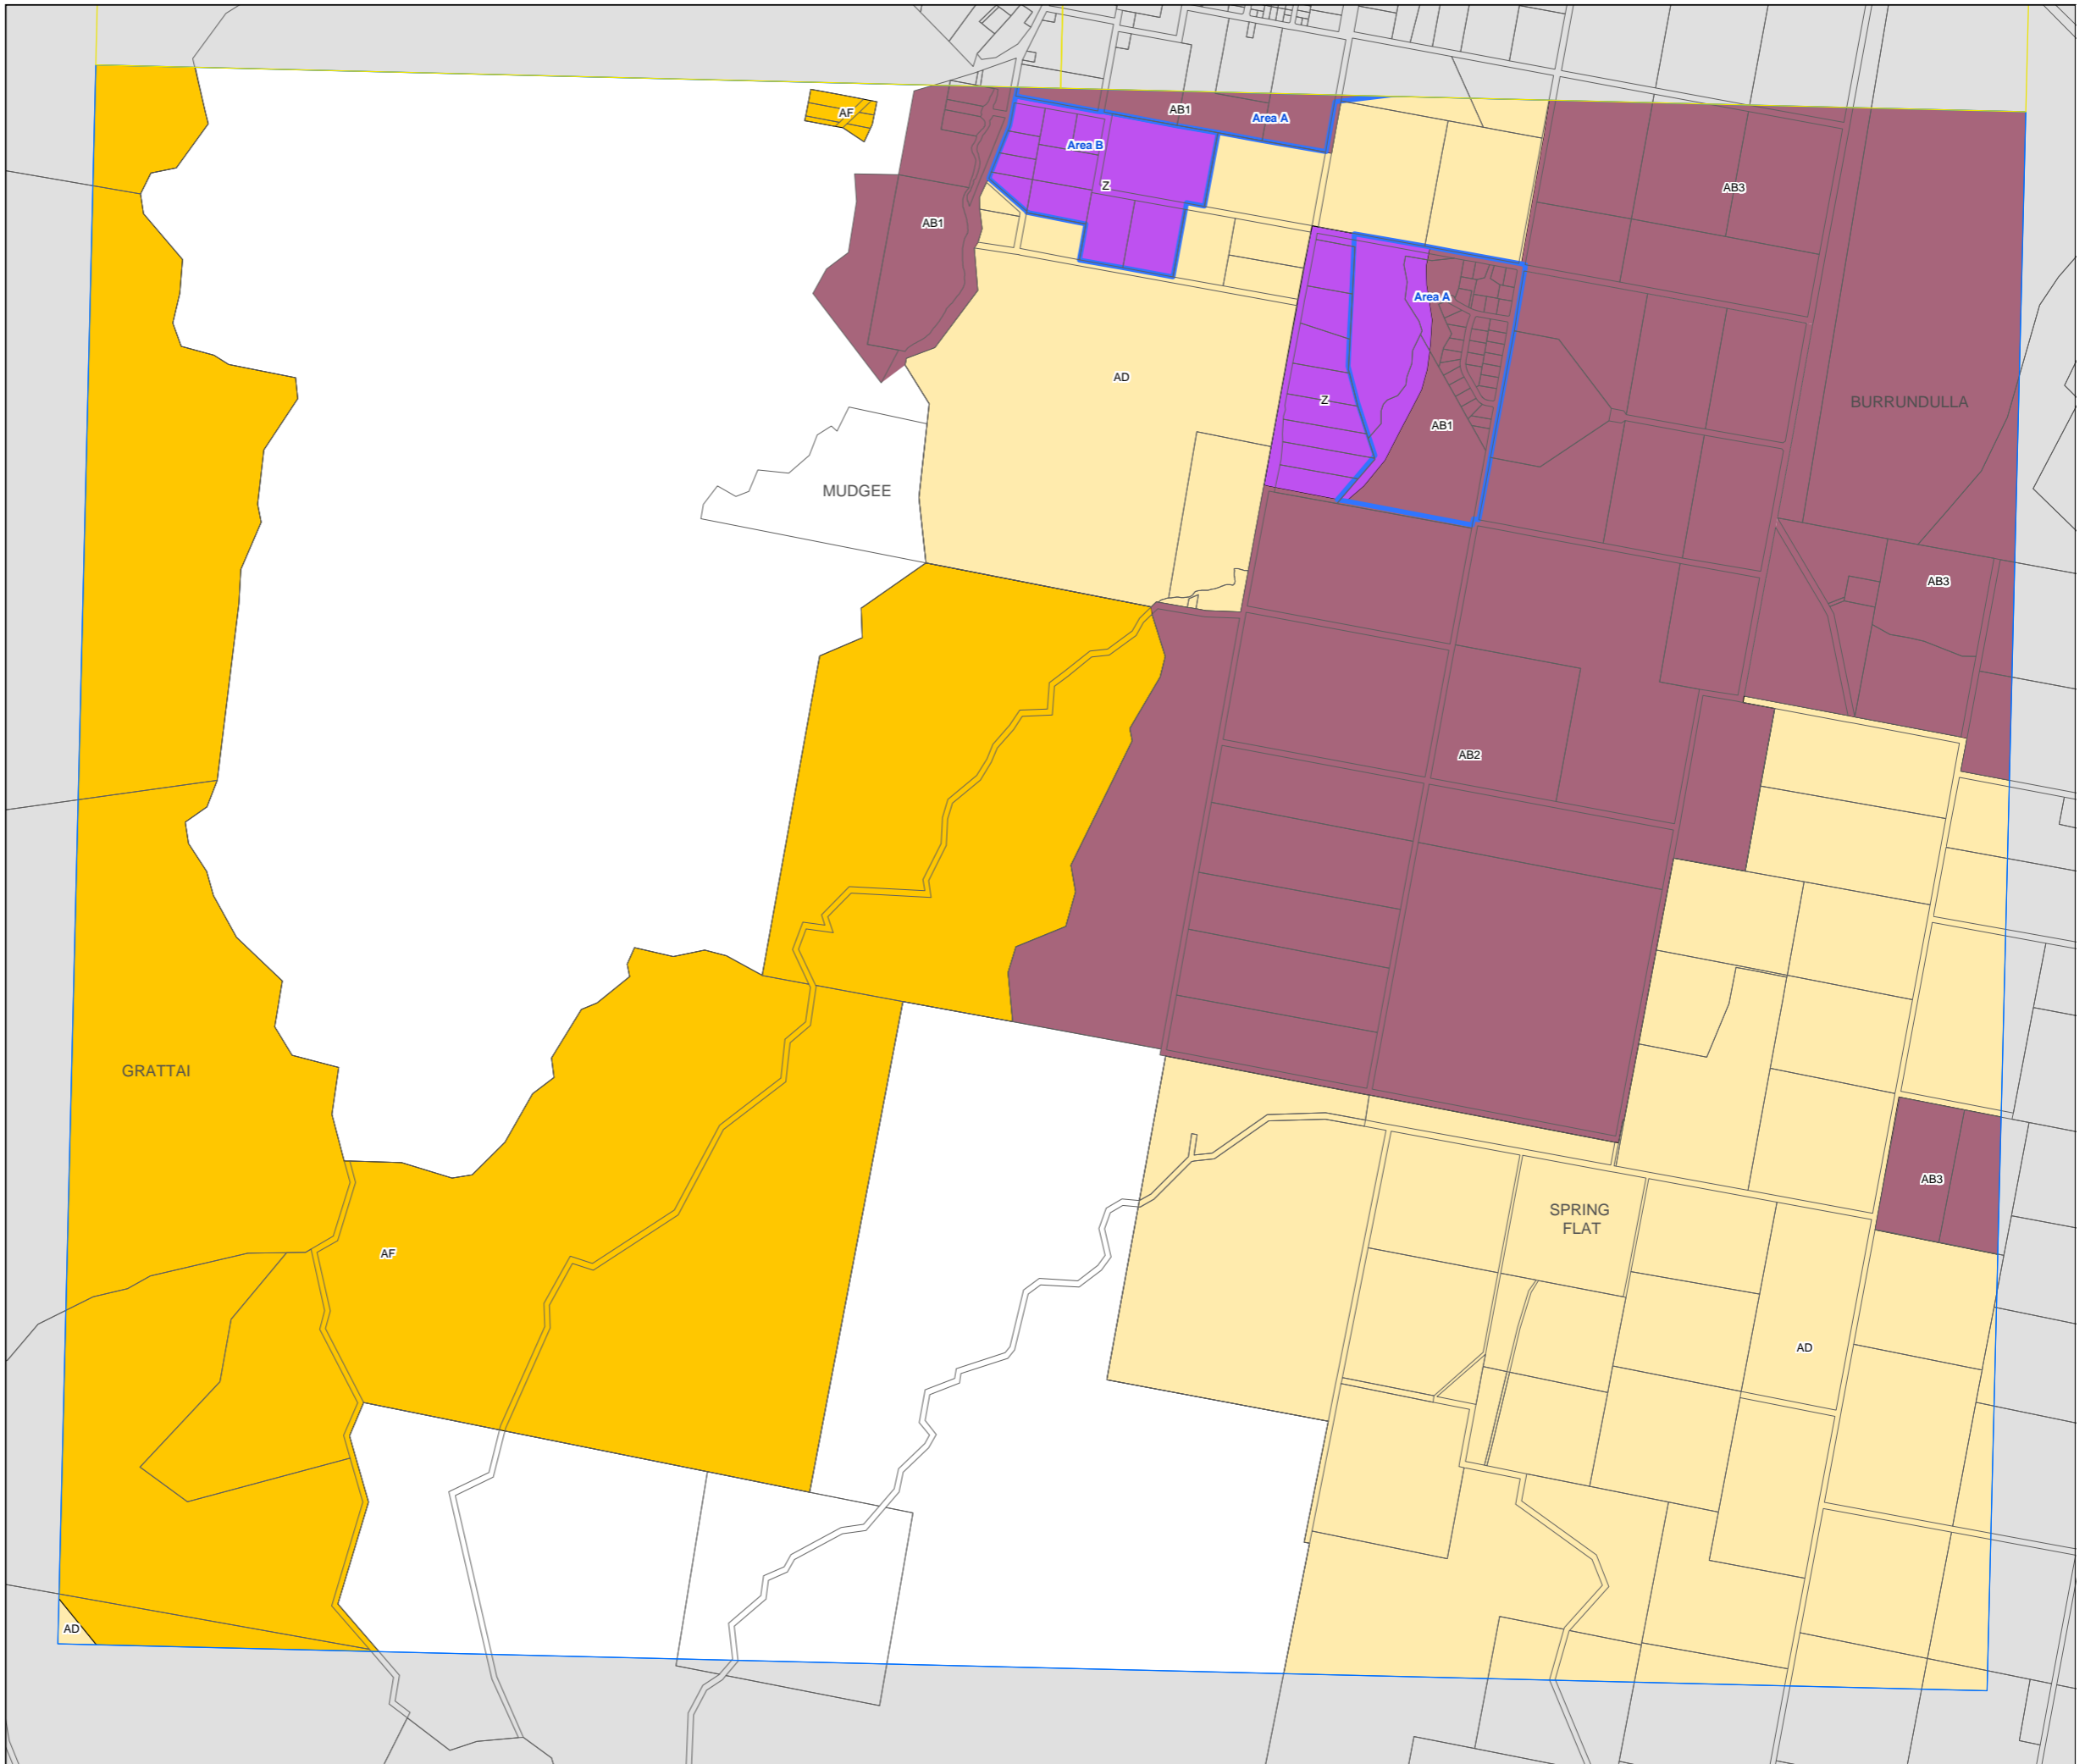 AF
AB1
Area A
Area B
Z
AB3
AB1
Area A
AD
Z
BURRUNDULLA
AB1
MUDGEE
AB3
AB2
GRATTAI
AB3
SPRING
FLAT
AF
AD
AD